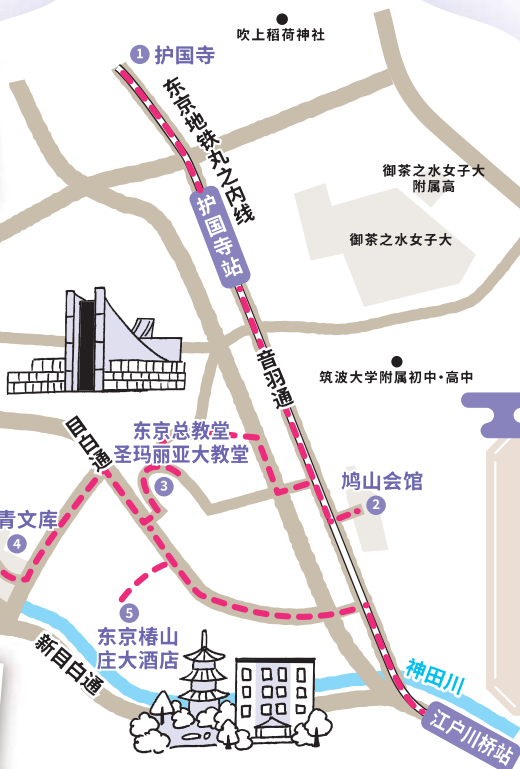 吹上稻荷神社
1 护国寺
东京地铁丸之内线
御茶之水女子大
附属高
护国寺站
御茶之水女子大
音羽通
筑波大学附属初中·高中
目白通
东京总教堂
圣玛丽亚大教堂
3
鸠山会馆
2
青文库
4
5
东京椿山
庄大酒店
新目白通
神田川
江户川桥站